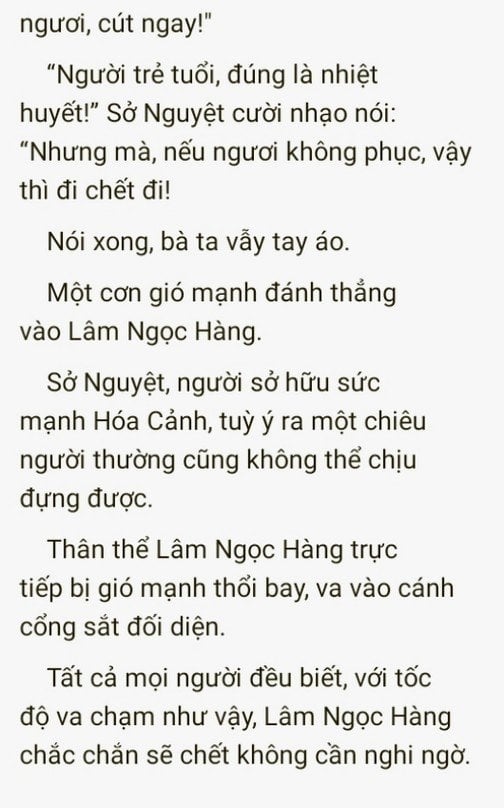 ngươi, cút ngay!"
“Người trẻ tuổi, đúng là nhiệt
huyết!” Sở Nguyệt cười nhạo nói:
“Nhưng mà, nếu ngươi không phục, vậy
thì đi chết đi!
Nói xong, bà ta vẫy tay áo.
Một cơn gió mạnh đánh thẳng
vào Lâm Ngọc Hàng.
Sở Nguyệt, người sở hữu sức
mạnh Hóa Cảnh, tuỳ ý ra một chiêu
người thường cũng không thể chịu
đựng được.
Thân thể Lâm Ngọc Hàng trực
tiếp bị gió mạnh thổi bay, va vào cánh
cổng sắt đối diện.
Tất cả mọi người đều biết, với tốc
độ va chạm như vậy, Lâm Ngọc Hàng
chắc chắn sẽ chết không cần nghi ngờ.